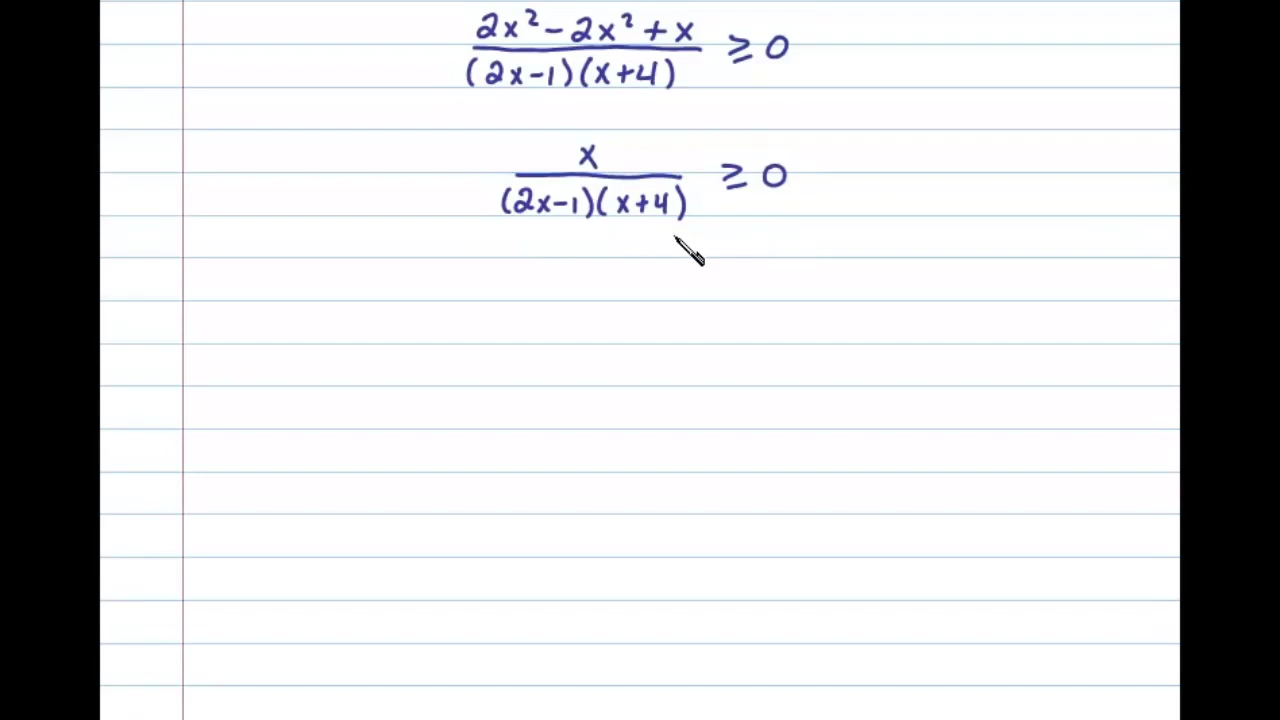 2x² - 2x² + x
(2x-1)(x+4) ≥ 0
x
(2x-1)(x+4) ≥ 0